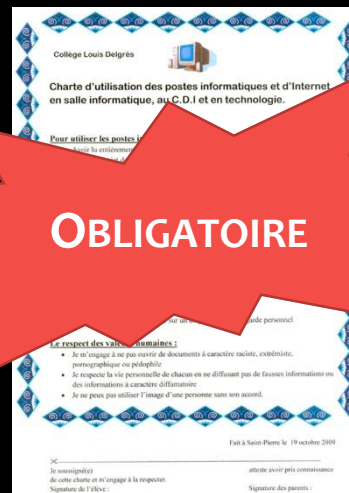 Collège Louis Delgrès
Charte d'utilisation des postes informatiques et d'Internet
en salle informatique, au C.D.I et en technologie.
Pour utiliser les postes
Avoir lu entièrement
OBLIGATOIRE
sur un
garde personnel
Le respect des valeurs humaines :
• Je m'engage à ne pas ouvrir de documents à caractère raciste, extrémiste,
pornographique ou pédophile
• Je respecte la vie personnelle de chacun en ne diffusant pas de fausses informations ou
des informations à caractère diffamatoire
• Je ne peux pas utiliser l'image d'une personne sans son accord.
Fait à Saint-Pierre le 19 octobre 2009
Je soussigné(e) atteste avoir pris connaissance
de cette charte et m'engage à la respecter.
Signature de l'élève : Signature des parents :